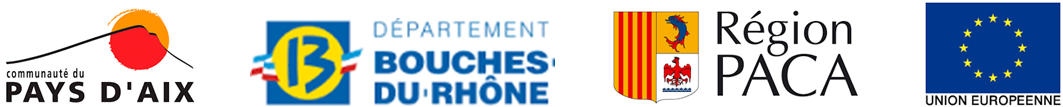 communauté du
PAYS D'AIX
13
DÉPARTEMENT
BOUCHES·
DU·RHÔNE
Région
PACA
UNION EUROPEENNE